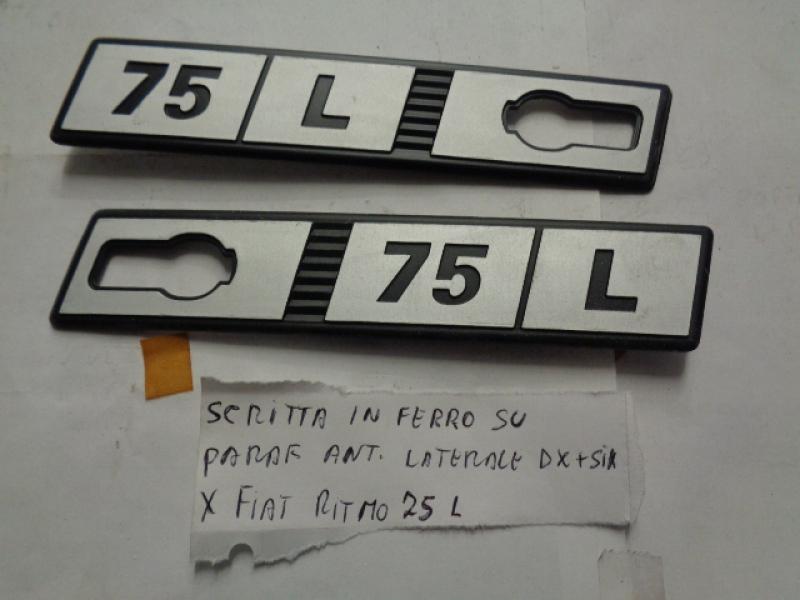 75 L
75 L
SCRITTA IN FERRO SU
PARAF ANT. LATERALE DX+SIN
X FIAT RITMO 75 L